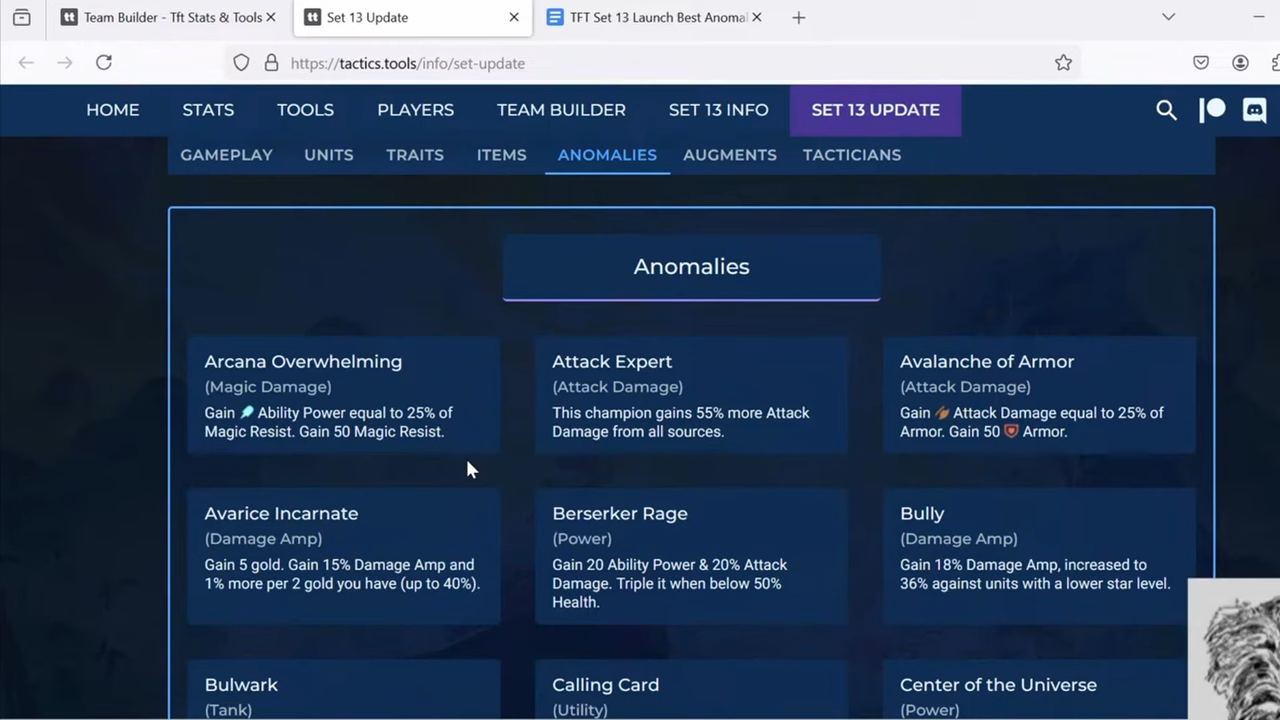 Team Builder - Tft Stats & Tools
Set 13 Update
TFT Set 13 Launch Best Anomal
https://tactics.tools/info/set-update
HOME
STATS
TOOLS
PLAYERS
TEAM BUILDER
SET 13 INFO
SET 13 UPDATE
GAMEPLAY
UNITS
TRAITS
ITEMS
ANOMALIES
AUGMENTS
TACTICIANS
Anomalies
Arcana Overwhelming
(Magic Damage)
Gain Ability Power equal to 25% of
Magic Resist. Gain 50 Magic Resist.
Attack Expert
(Attack Damage)
This champion gains 55% more Attack
Damage from all sources.
Avalanche of Armor
(Attack Damage)
Gain Attack Damage equal to 25% of
Armor. Gain 50 Armor.
Avarice Incarnate
(Damage Amp)
Gain 5 gold. Gain 15% Damage Amp and
1% more per 2 gold you have (up to 40%).
Berserker Rage
(Power)
Gain 20 Ability Power & 20% Attack
Damage. Triple it when below 50%
Health.
Bully
(Damage Amp)
Gain 18% Damage Amp, increased to
36% against units with a lower star level.
Bulwark
(Tank)
Calling Card
(Utility)
Center of the Universe
(Power)